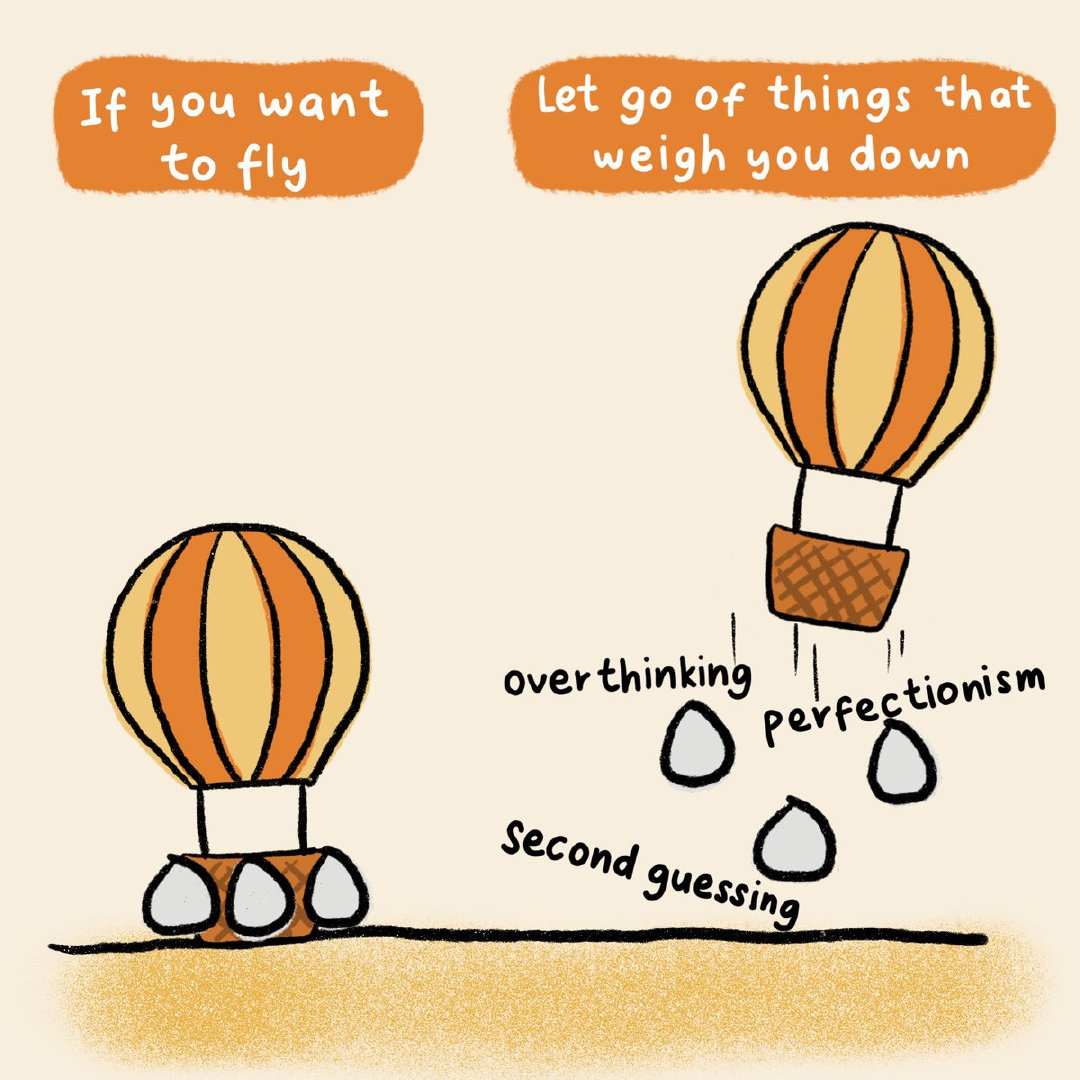 If you want
to fly
Let go of things that
weigh you down
overthinking
perfectionism
second guessing